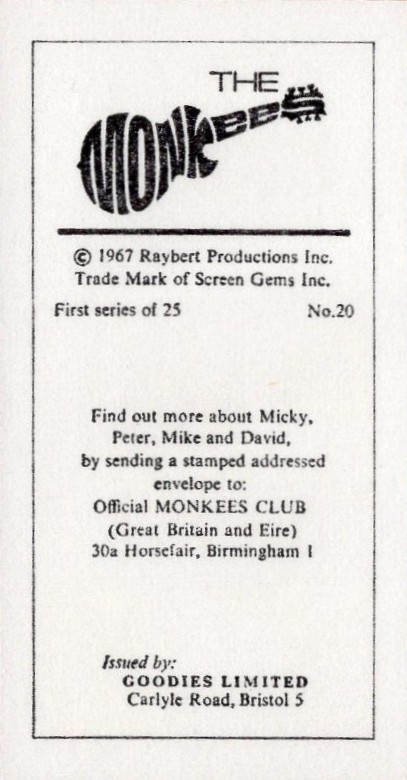 THE
MONKEES
© 1967 Raybert Productions Inc.
Trade Mark of Screen Gems Inc.
First series of 25 No.20
Find out more about Micky,
Peter, Mike and David,
by sending a stamped addressed
envelope to:
Official MONKEES CLUB
(Great Britain and Eire)
30a Horsefair, Birmingham 1
Issued by:
GOODIES LIMITED
Carlyle Road, Bristol 5